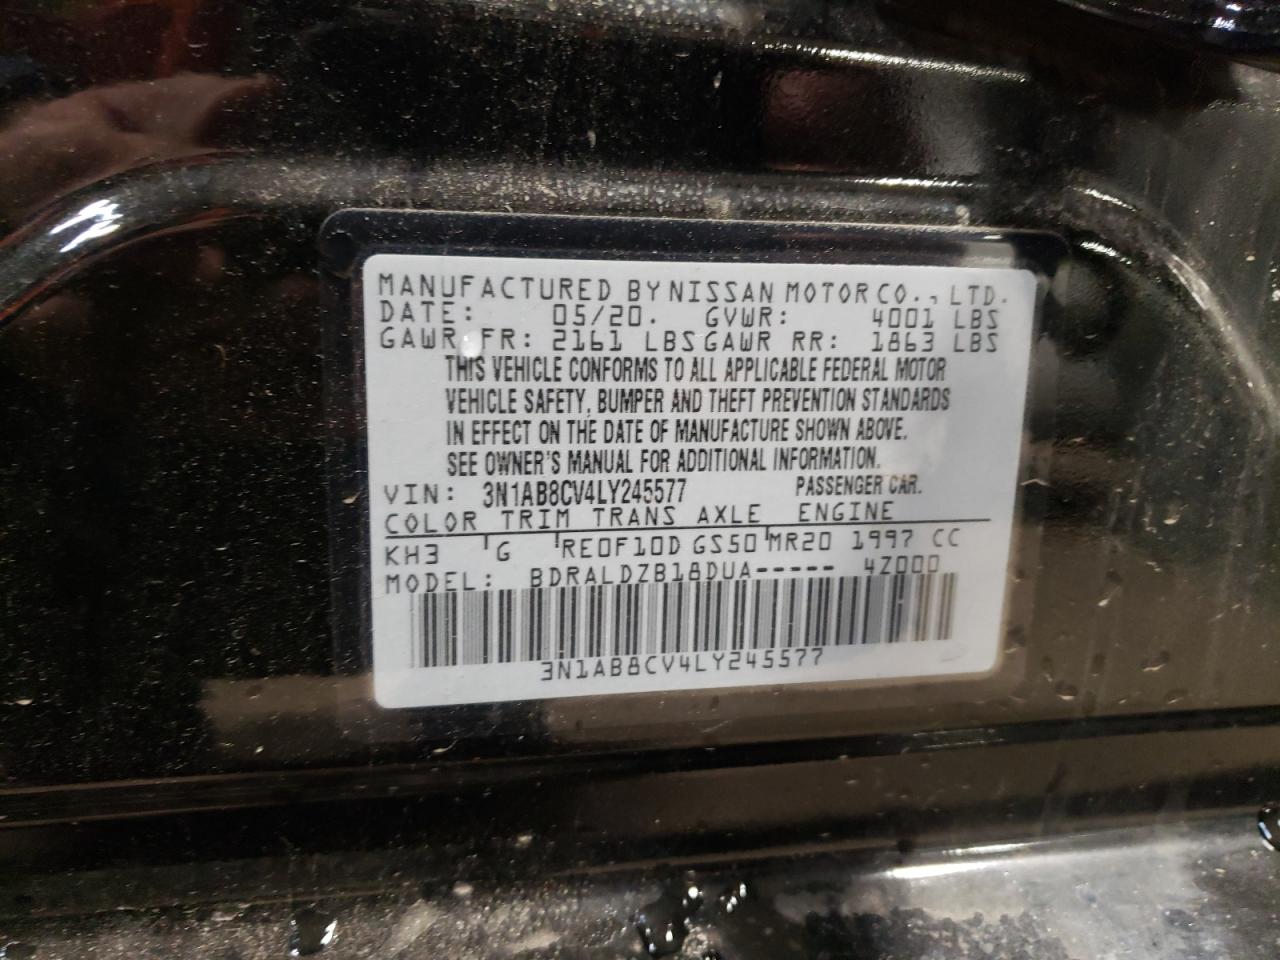 MANUFACTURED BY NISSAN MOTOR CO., LTD.
DATE: 05/20. GVWR: 4001 LBS
GAWR FR: 2161 LBS GAWR RR: 1863 LBS
THIS VEHICLE CONFORMS TO ALL APPLICABLE FEDERAL MOTOR
VEHICLE SAFETY, BUMPER AND THEFT PREVENTION STANDARDS
IN EFFECT ON THE DATE OF MANUFACTURE SHOWN ABOVE.
SEE OWNER'S MANUAL FOR ADDITIONAL INFORMATION.
VIN: 3N1AB8CV4LY245577 PASSENGER CAR.
COLOR TRIM TRANS AXLE ENGINE
KH3 G RE0F10D GS50 MR20 1997 CC
MODEL: BDRALDZB18DUA----- 4Z000
3N1AB8CV4LY245577